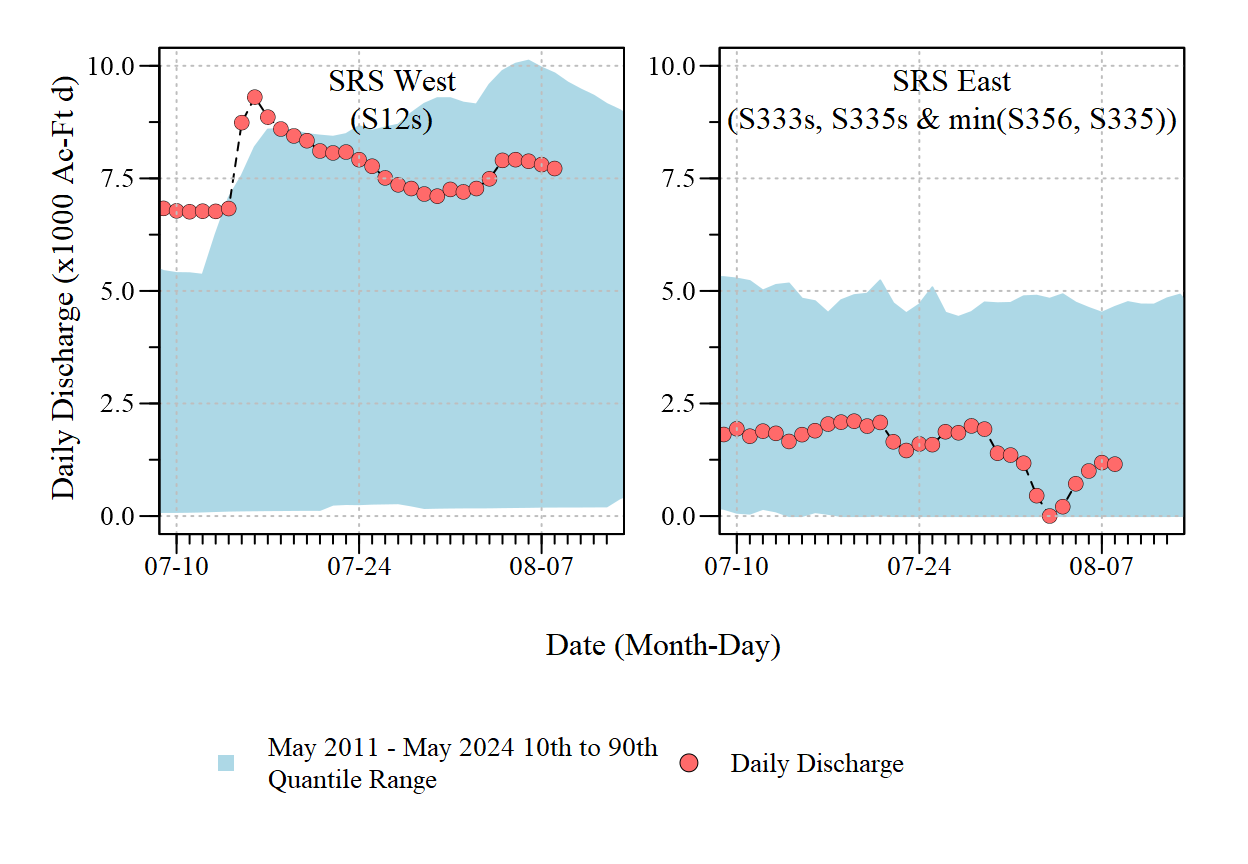 Daily Discharge (x1000 Ac-Ft d)
SRS West
(S12s)
10.0
7.5
5.0
2.5
0.0
07-10
07-24
08-07
SRS East
(S333s, S335s & min(S356, S335))
10.0
7.5
5.0
2.5
0.0
07-10
07-24
08-07
Date (Month-Day)
May 2011 - May 2024 10th to 90th
Quantile Range
Daily Discharge